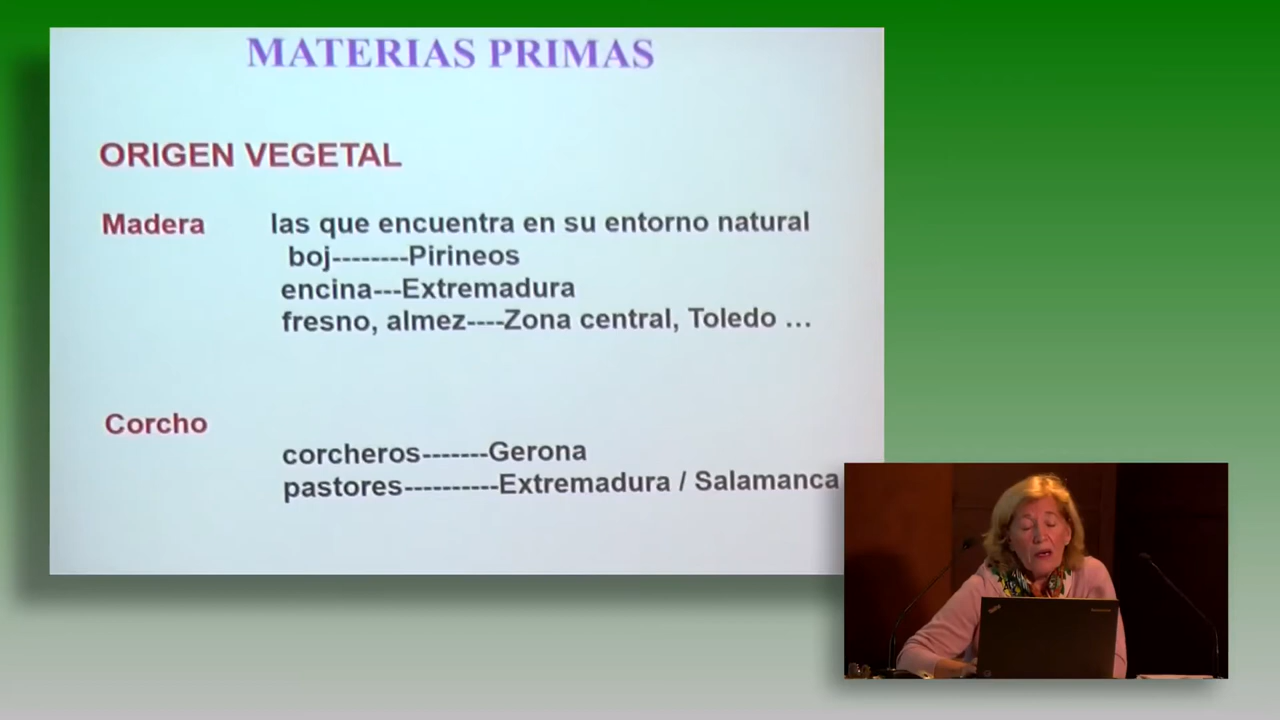 MATERIAS PRIMAS
ORIGEN VEGETAL
Madera las que encuentra en su entorno natural
boj--------Pirineos
encina---Extremadura
fresno, almez----Zona central, Toledo …
Corcho
corcheros-------Gerona
pastores----------Extremadura / Salamanca